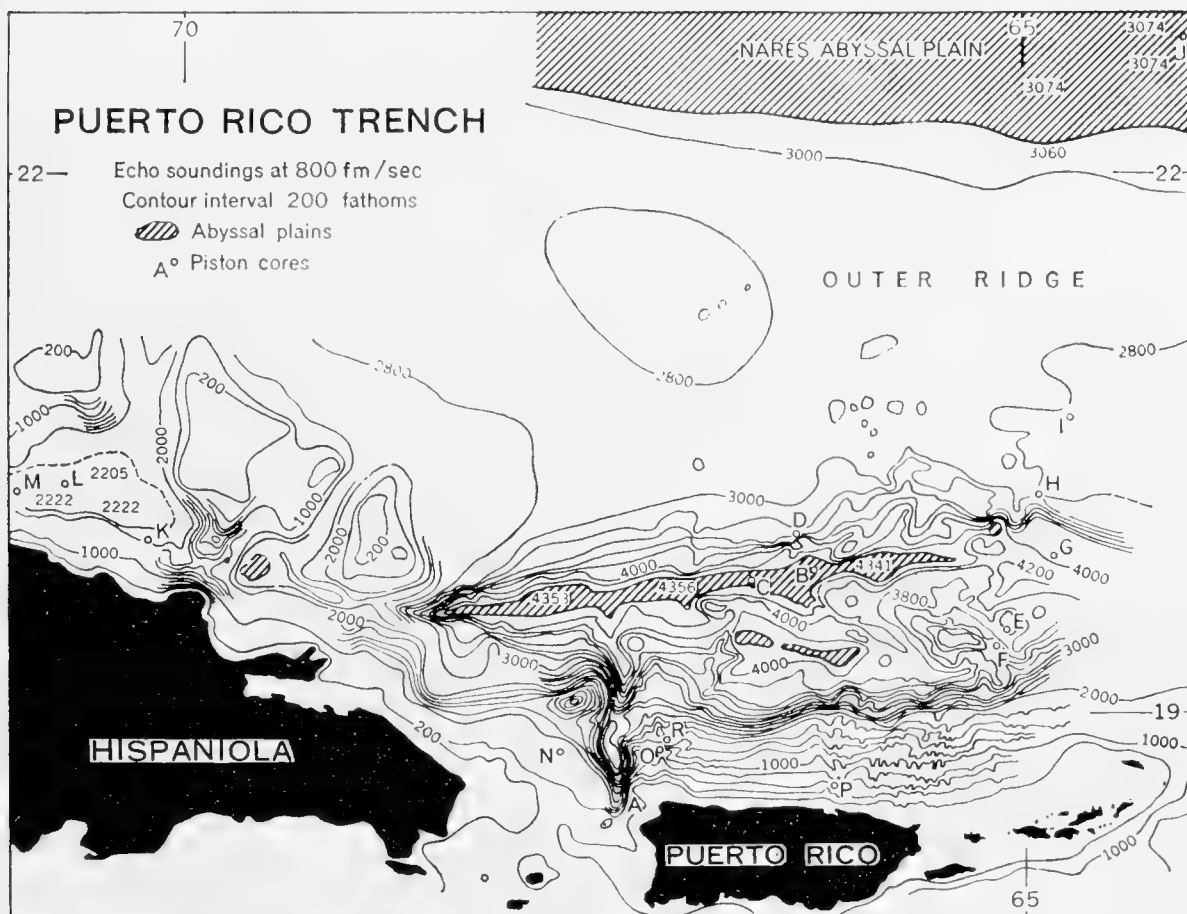 70
65
NARES ABYSSAL PLAIN
3074
J
3074
3074
3074
PUERTO RICO TRENCH
3000
3060
22
22
Echo soundings at 800 fm/sec
Contour interval 200 fathoms
Abyssal plains
A° Piston cores
OUTER RIDGE
200
200
2800
2800
2800
1000
2000
I
M
L
2205
2222
2222
K
1000
1000
2000
200
3000
H
D
G
4000
4341
B
4200
4000
4356
C
4353
3800
4000
E
2000
F
3000
3000
4000
2000
19
200
R
1000
HISPANIOLA
N°
O
Q
1000
P
A
PUERTO RICO
1000
65